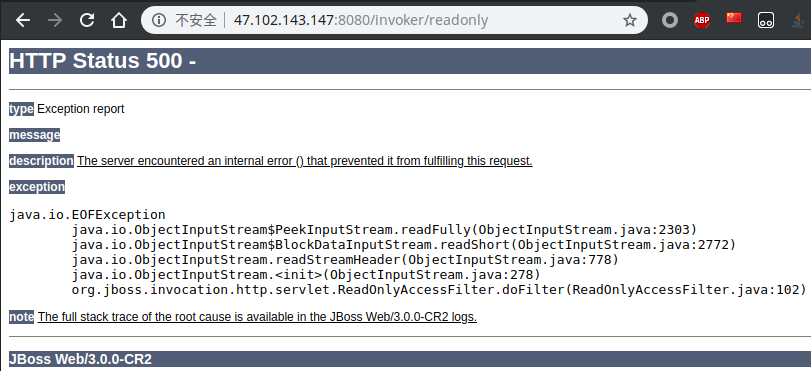 不安全 | 47.102.143.147:8080/invoker/readonly
ABP
HTTP Status 500 -
type Exception report
message
description The server encountered an internal error () that prevented it from fulfilling this request.
exception
java.io.EOFException
java.io.ObjectInputStream$PeekInputStream.readFully(ObjectInputStream.java:2303)
java.io.ObjectInputStream$BlockDataInputStream.readShort(ObjectInputStream.java:2772)
java.io.ObjectInputStream.readStreamHeader(ObjectInputStream.java:778)
java.io.ObjectInputStream.<init>(ObjectInputStream.java:278)
org.jboss.invocation.http.servlet.ReadOnlyAccessFilter.doFilter(ReadOnlyAccessFilter.java:102)
note The full stack trace of the root cause is available in the JBoss Web/3.0.0-CR2 logs.
JBoss Web/3.0.0-CR2